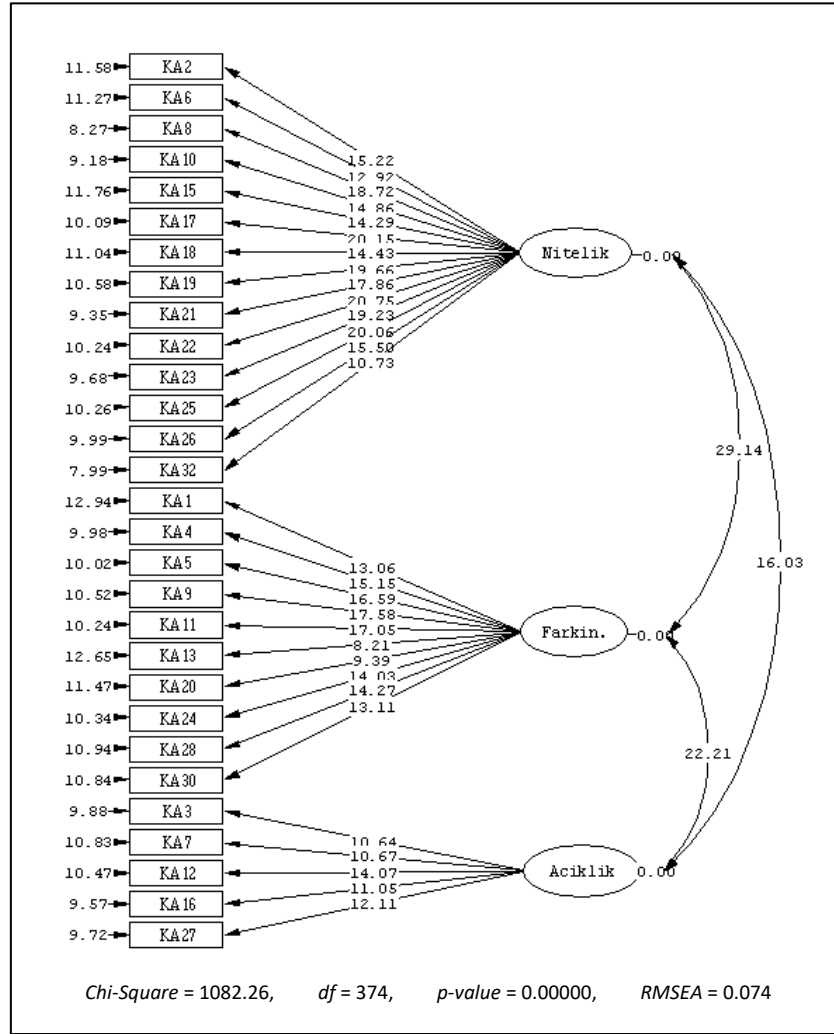 11.58 KA2
11.27 KA6
8.27 KA8
9.18 KA10
11.76 KA15
10.09 KA17
11.04 KA18
10.58 KA19
9.35 KA21
10.24 KA22
9.68 KA23
10.26 KA25
9.99 KA26
7.99 KA32
12.94 KA1
9.98 KA4
10.02 KA5
10.52 KA9
10.24 KA11
12.65 KA13
11.47 KA20
10.34 KA24
10.94 KA28
10.84 KA30
9.88 KA3
10.83 KA7
10.47 KA12
9.57 KA16
9.72 KA27
15.22
12.92
18.72
14.86
14.29
20.15
14.43
19.66
17.86
20.75
19.23
20.06
15.50
10.73
Nitelik 0.00
13.06
15.15
16.59
17.58
17.05
8.21
9.39
14.03
14.27
13.11
Farkin. 0.00
10.64
10.67
14.07
11.05
12.11
Aciklik 0.00
29.14
16.03
22.21
Chi-Square = 1082.26, df = 374, p-value = 0.00000, RMSEA = 0.074